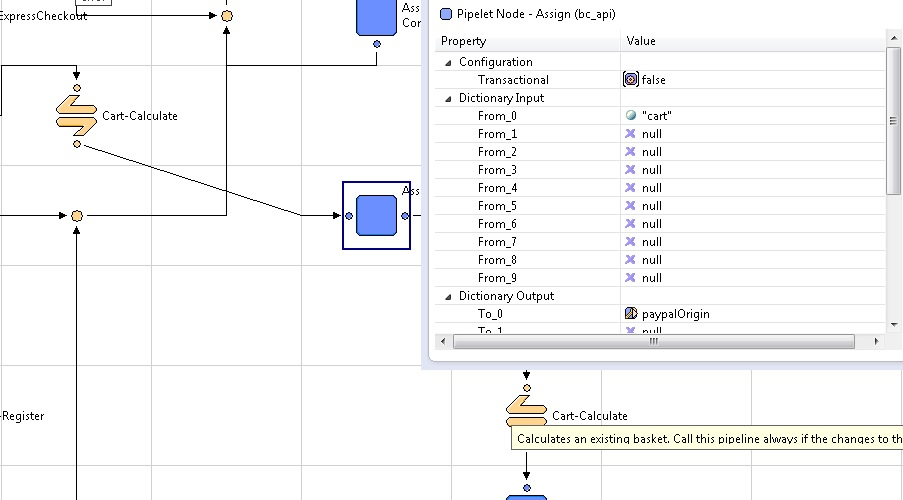 ExpressCheckout
Ass
Con
Cart-Calculate
Ass
Pipelet Node - Assign (bc_api)
Property Value
Configuration
Transactional false
Dictionary Input
From_0 "cart"
From_1 null
From_2 null
From_3 null
From_4 null
From_5 null
From_6 null
From_7 null
From_8 null
From_9 null
Dictionary Output
To_0 paypalOrigin
To_1 null
-Register
Cart-Calculate
Calculates an existing basket. Call this pipeline always if the changes to th